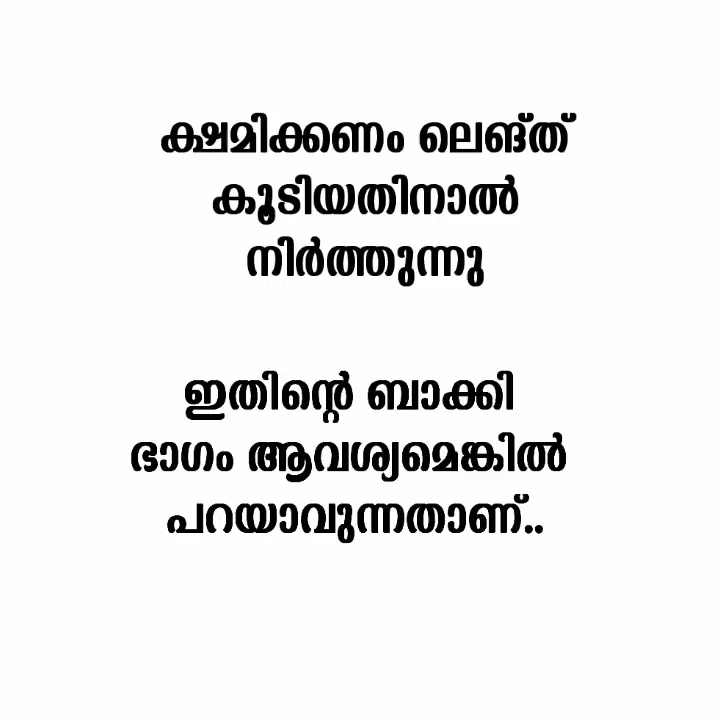 ക്ഷമിക്കണം ലെങ്ത്
കൂടിയതിനാൽ
നിർത്തുന്നു
ഇതിന്റെ ബാക്കി
ഭാഗം ആവശ്യമെങ്കിൽ
പറയാവുന്നതാണ്..